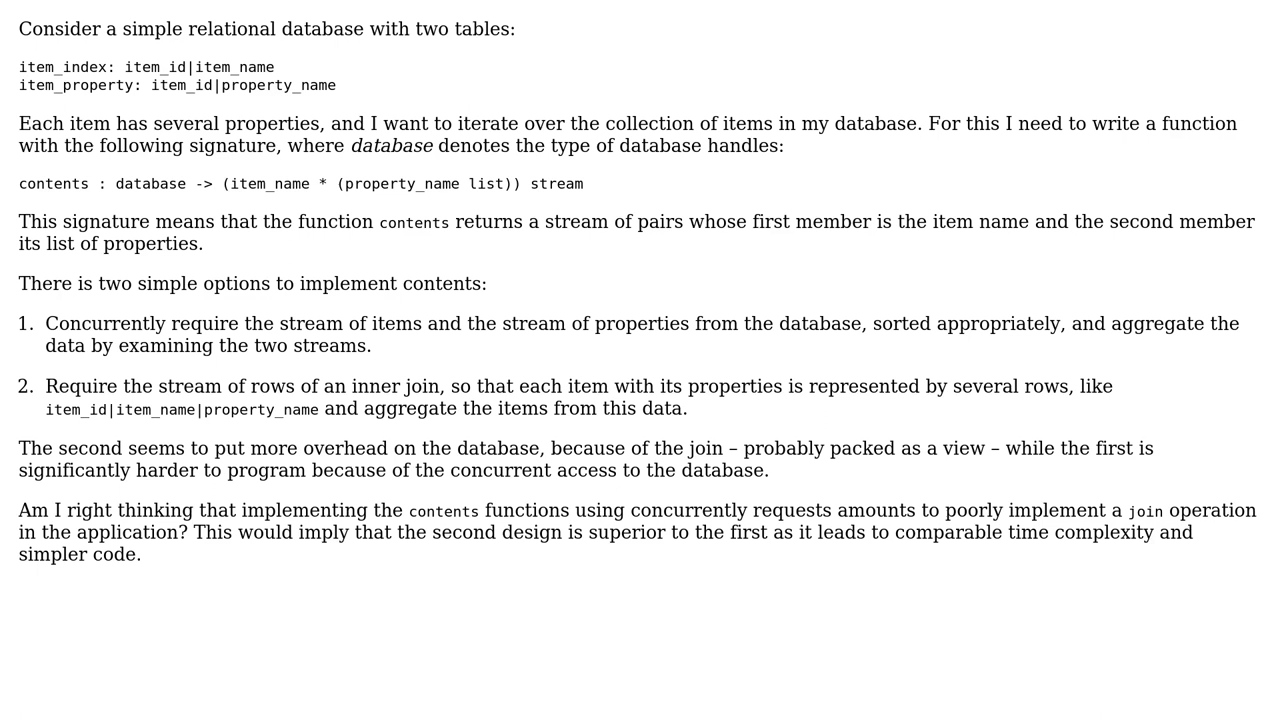 Consider a simple relational database with two tables:
item_index: item_id|item_name
item_property: item_id|property_name
Each item has several properties, and I want to iterate over the collection of items in my database. For this I need to write a function
with the following signature, where database denotes the type of database handles:
contents : database -> (item_name * (property_name list)) stream
This signature means that the function contents returns a stream of pairs whose first member is the item name and the second member
its list of properties.
There is two simple options to implement contents:
1. Concurrently require the stream of items and the stream of properties from the database, sorted appropriately, and aggregate the
data by examining the two streams.
2. Require the stream of rows of an inner join, so that each item with its properties is represented by several rows, like
item_id|item_name|property_name and aggregate the items from this data.
The second seems to put more overhead on the database, because of the join – probably packed as a view – while the first is
significantly harder to program because of the concurrent access to the database.
Am I right thinking that implementing the contents functions using concurrently requests amounts to poorly implement a join operation
in the application? This would imply that the second design is superior to the first as it leads to comparable time complexity and
simpler code.